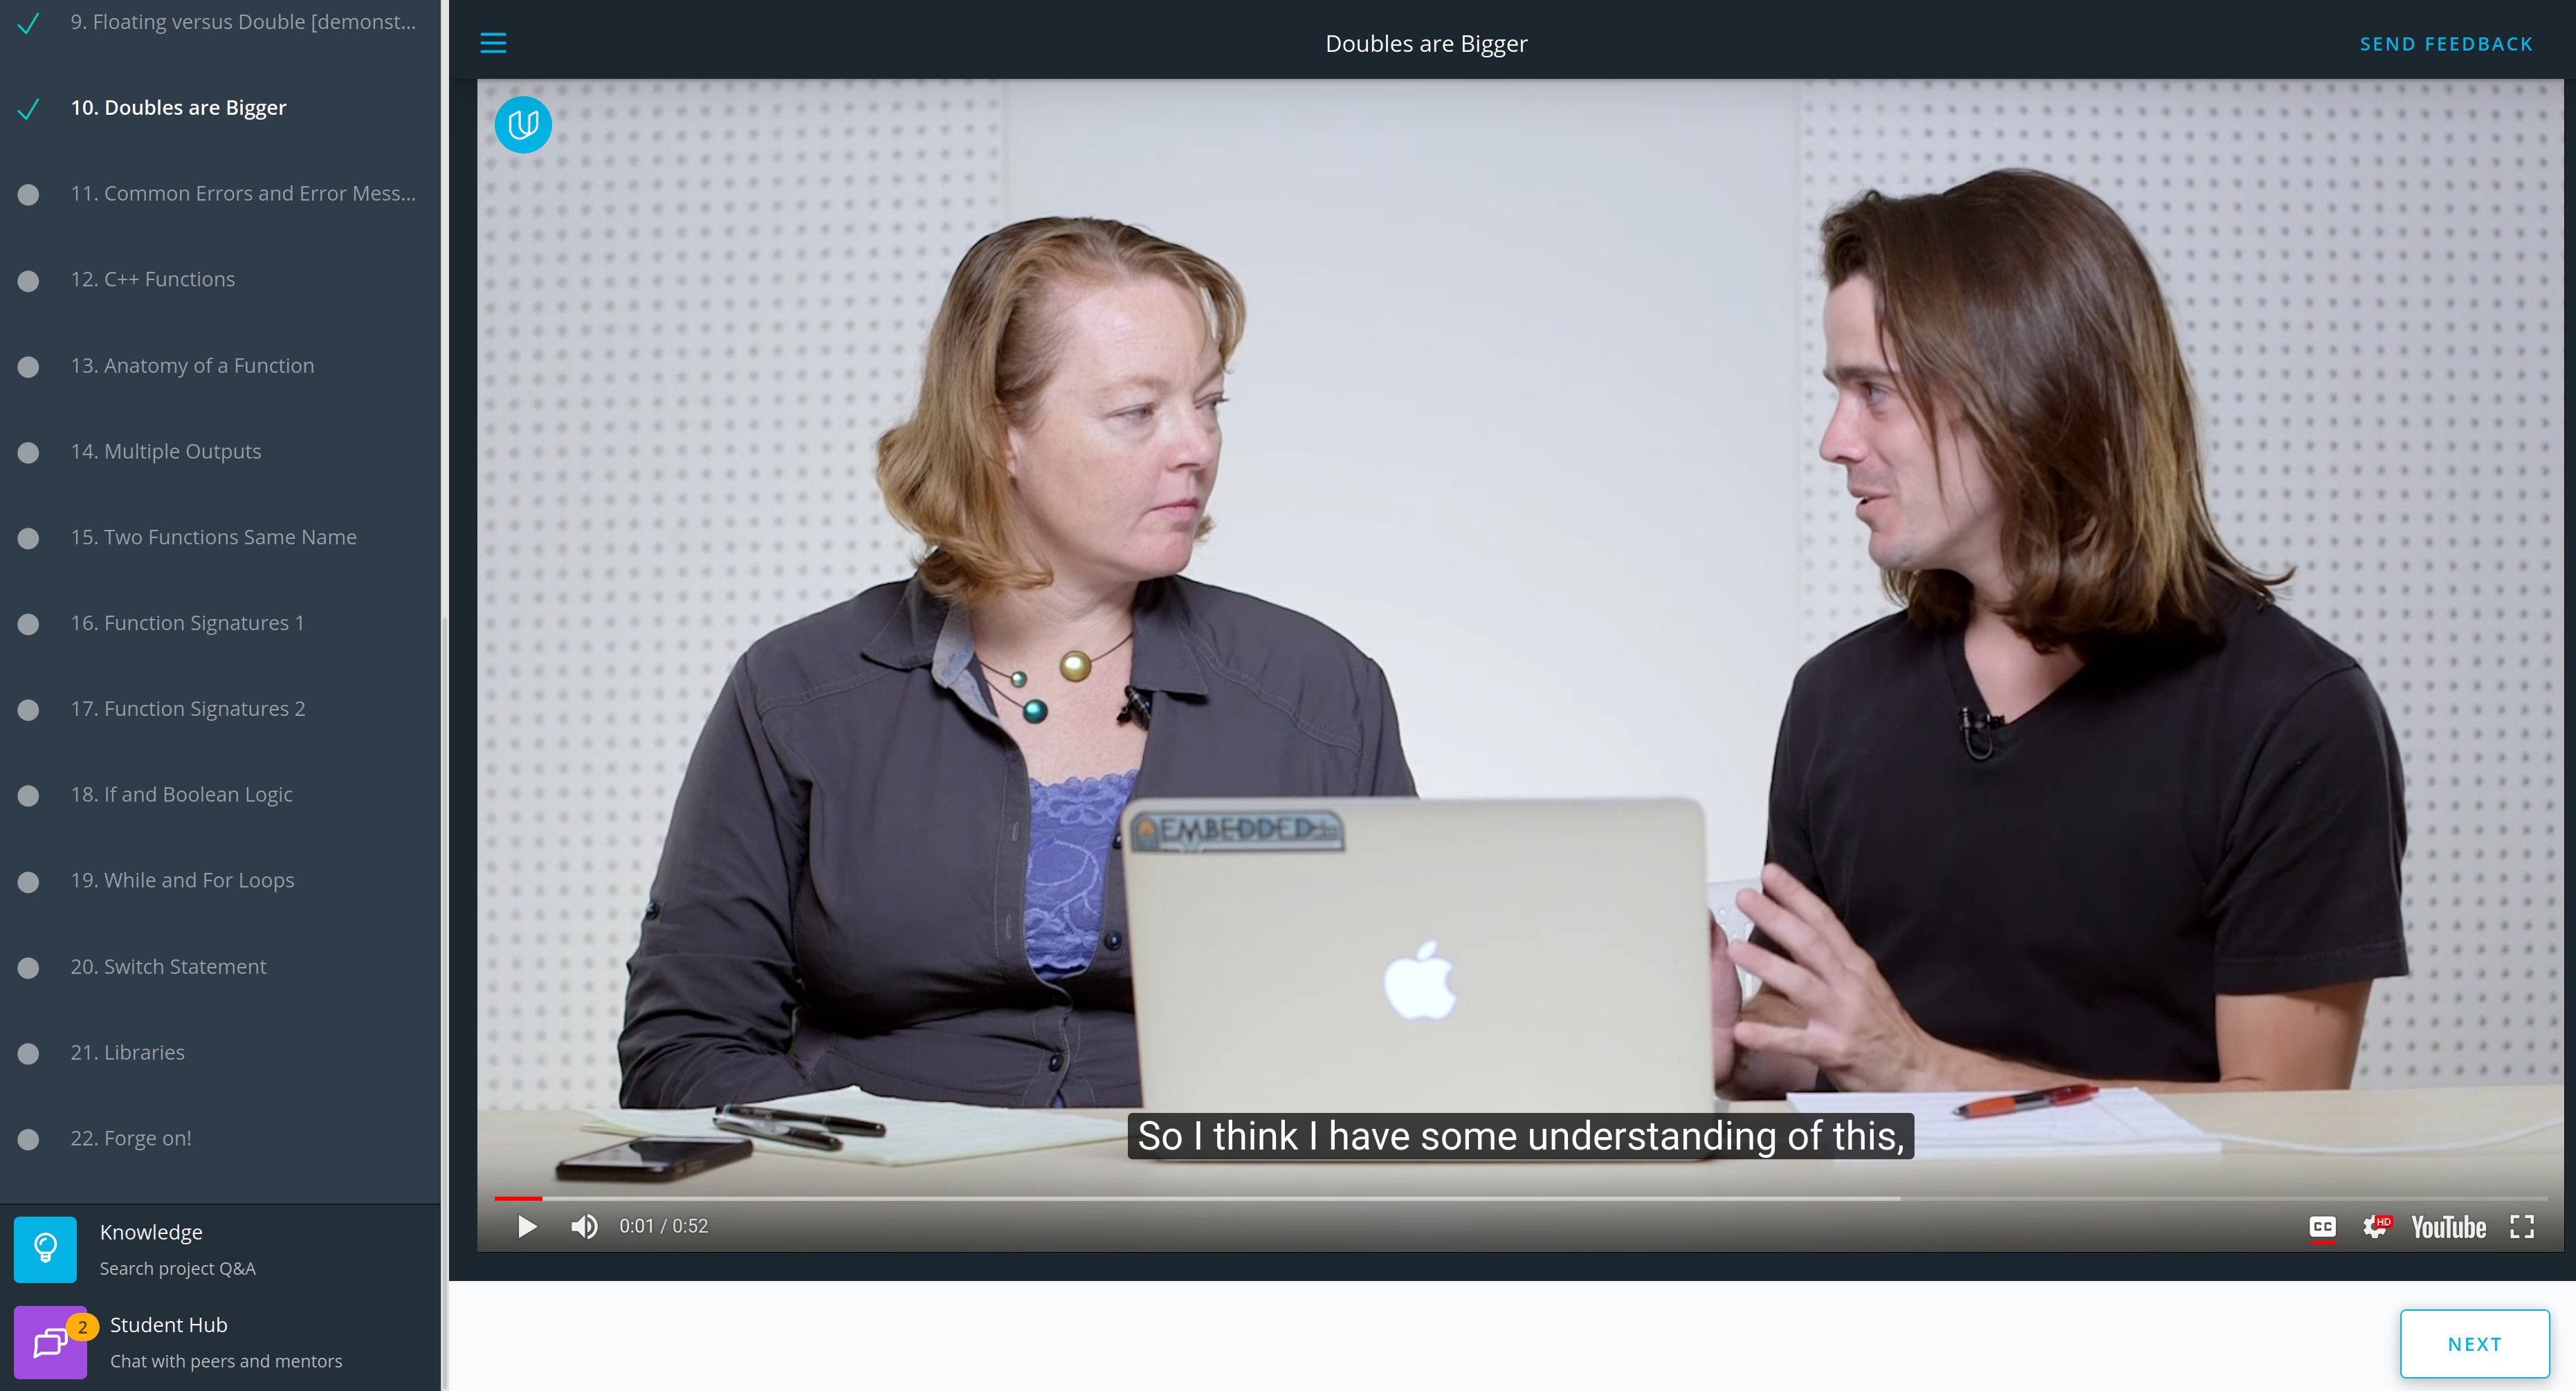 9. Floating versus Double [demonst...
10. Doubles are Bigger
11. Common Errors and Error Mess...
12. C++ Functions
13. Anatomy of a Function
14. Multiple Outputs
15. Two Functions Same Name
16. Function Signatures 1
17. Function Signatures 2
18. If and Boolean Logic
19. While and For Loops
20. Switch Statement
21. Libraries
22. Forge on!
Knowledge
Search project Q&A
2
Student Hub
Chat with peers and mentors
Doubles are Bigger
SEND FEEDBACK
EMBEDDED
So I think I have some understanding of this,
0:01 / 0:52
CC
HD
YouTube
NEXT